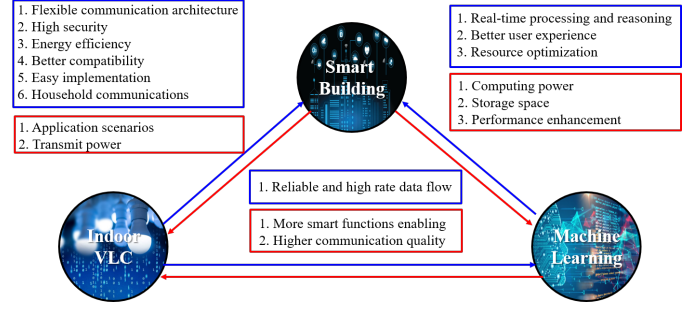 1. Flexible communication architecture
2. High security
3. Energy efficiency
4. Better compatibility
5. Easy implementation
6. Household communications
1. Application scenarios
2. Transmit power
Smart
Building
1. Real-time processing and reasoning
2. Better user experience
3. Resource optimization
1. Computing power
2. Storage space
3. Performance enhancement
1. Reliable and high rate data flow
1. More smart functions enabling
2. Higher communication quality
Indoor
VLC
Machine
Learning